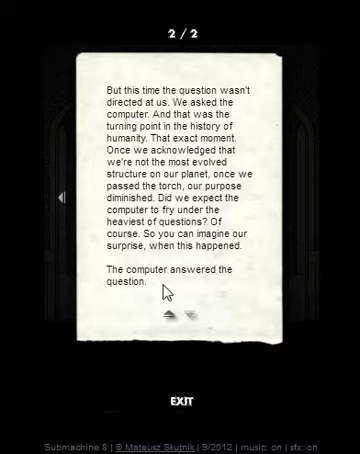 2 / 2
But this time the question wasn't
directed at us. We asked the
computer. And that was the
turning point in the history of
humanity. That exact moment.
Once we acknowledged that
we're not the most evolved
structure on our planet, once we
passed the torch, our purpose
diminished. Did we expect the
computer to fry under the
heaviest of questions? Of
course. So you can imagine our
surprise, when this happened.
The computer answered the
question.
EXIT
Submachine 8 | © Mateusz Skutnik | 9/2012 | music: on | sfx: on